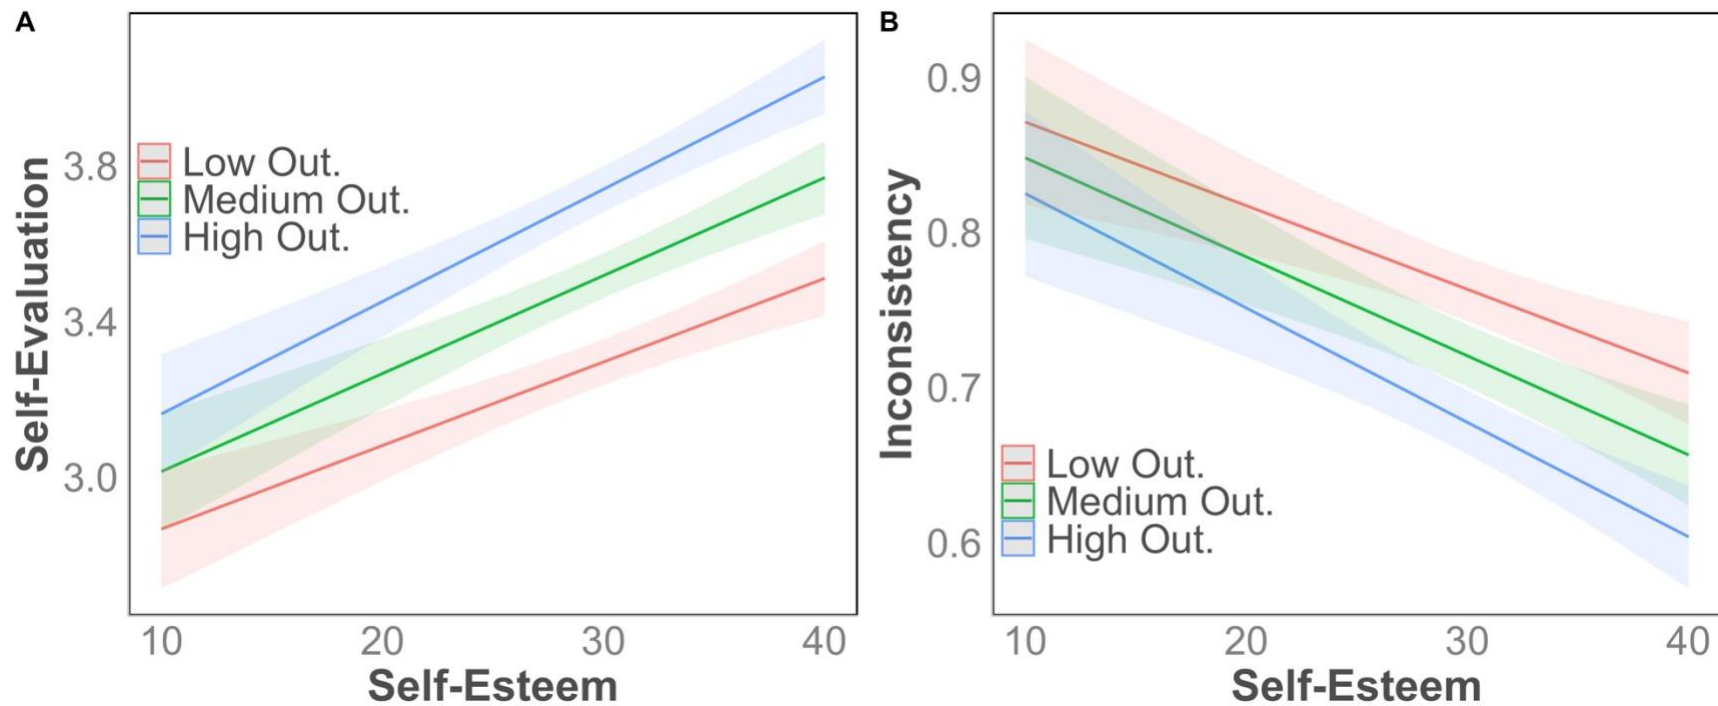 A
Self-Evaluation
3.8
3.4
3.0
Low Out.
Medium Out.
High Out.
10 20 30 40
Self-Esteem
B
Inconsistency
0.9
0.8
0.7
0.6
Low Out.
Medium Out.
High Out.
10 20 30 40
Self-Esteem